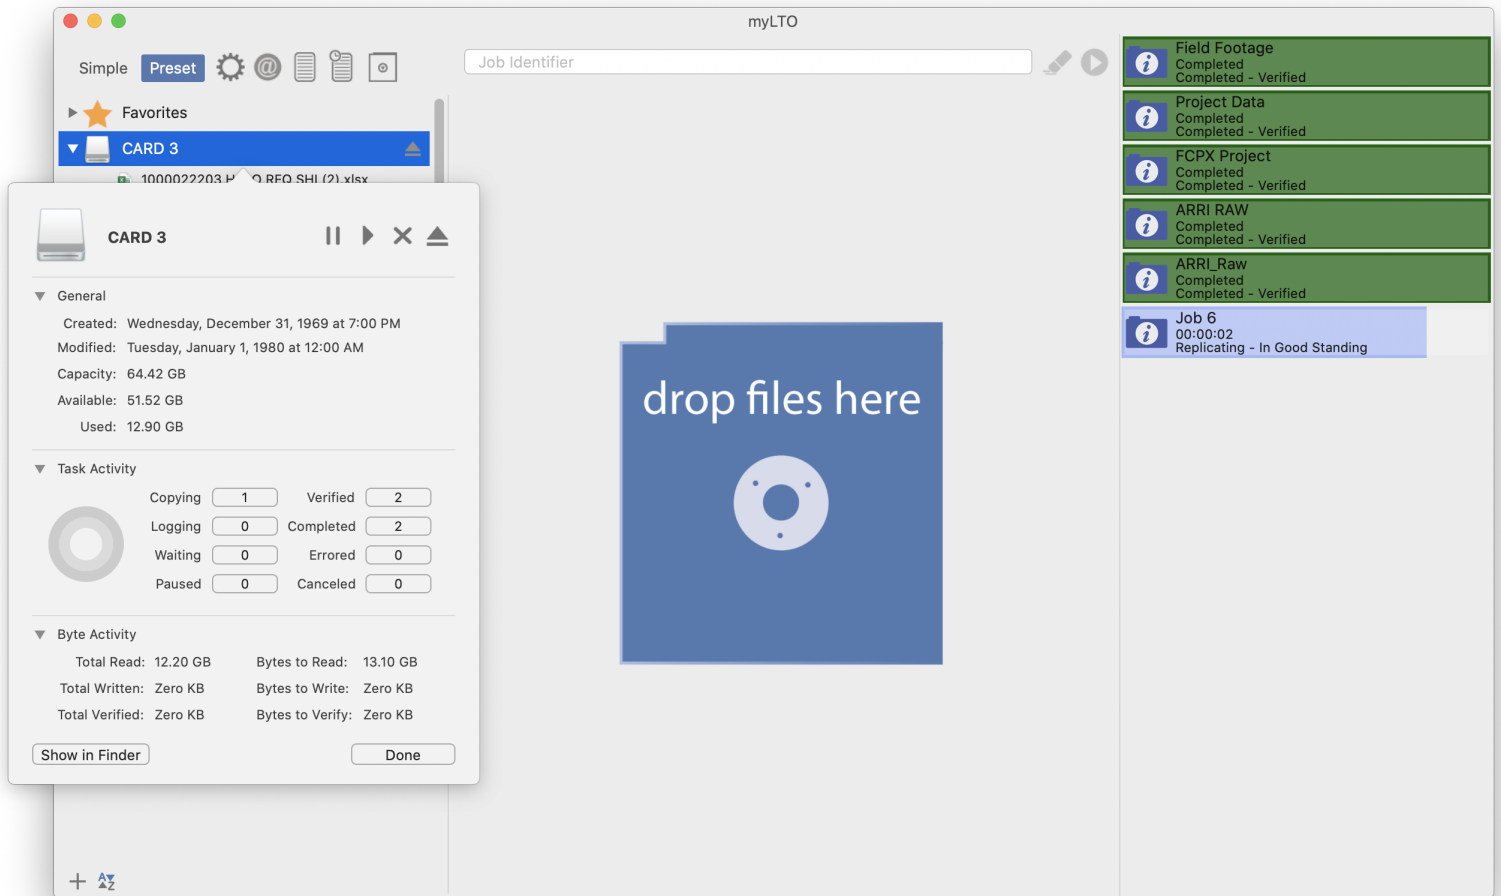 myLTO
Simple Preset @ Job Identifier
Favorites
CARD 3
CARD 3
General
Created: Wednesday, December 31, 1969 at 7:00 PM
Modified: Tuesday, January 1, 1980 at 12:00 AM
Capacity: 64.42 GB
Available: 51.52 GB
Used: 12.90 GB
Task Activity
Copying 1 Verified 2
Logging 0 Completed 2
Waiting 0 Errored 0
Paused 0 Canceled 0
Byte Activity
Total Read: 12.20 GB Bytes to Read: 13.10 GB
Total Written: Zero KB Bytes to Write: Zero KB
Total Verified: Zero KB Bytes to Verify: Zero KB
Show in Finder Done
AZ
drop files here
Field Footage
Completed
Completed - Verified
Project Data
Completed
Completed - Verified
FCPX Project
Completed
Completed - Verified
ARRI RAW
Completed
Completed - Verified
ARRI_Raw
Completed
Completed - Verified
Job 6
00:00:02
Replicating - In Good Standing